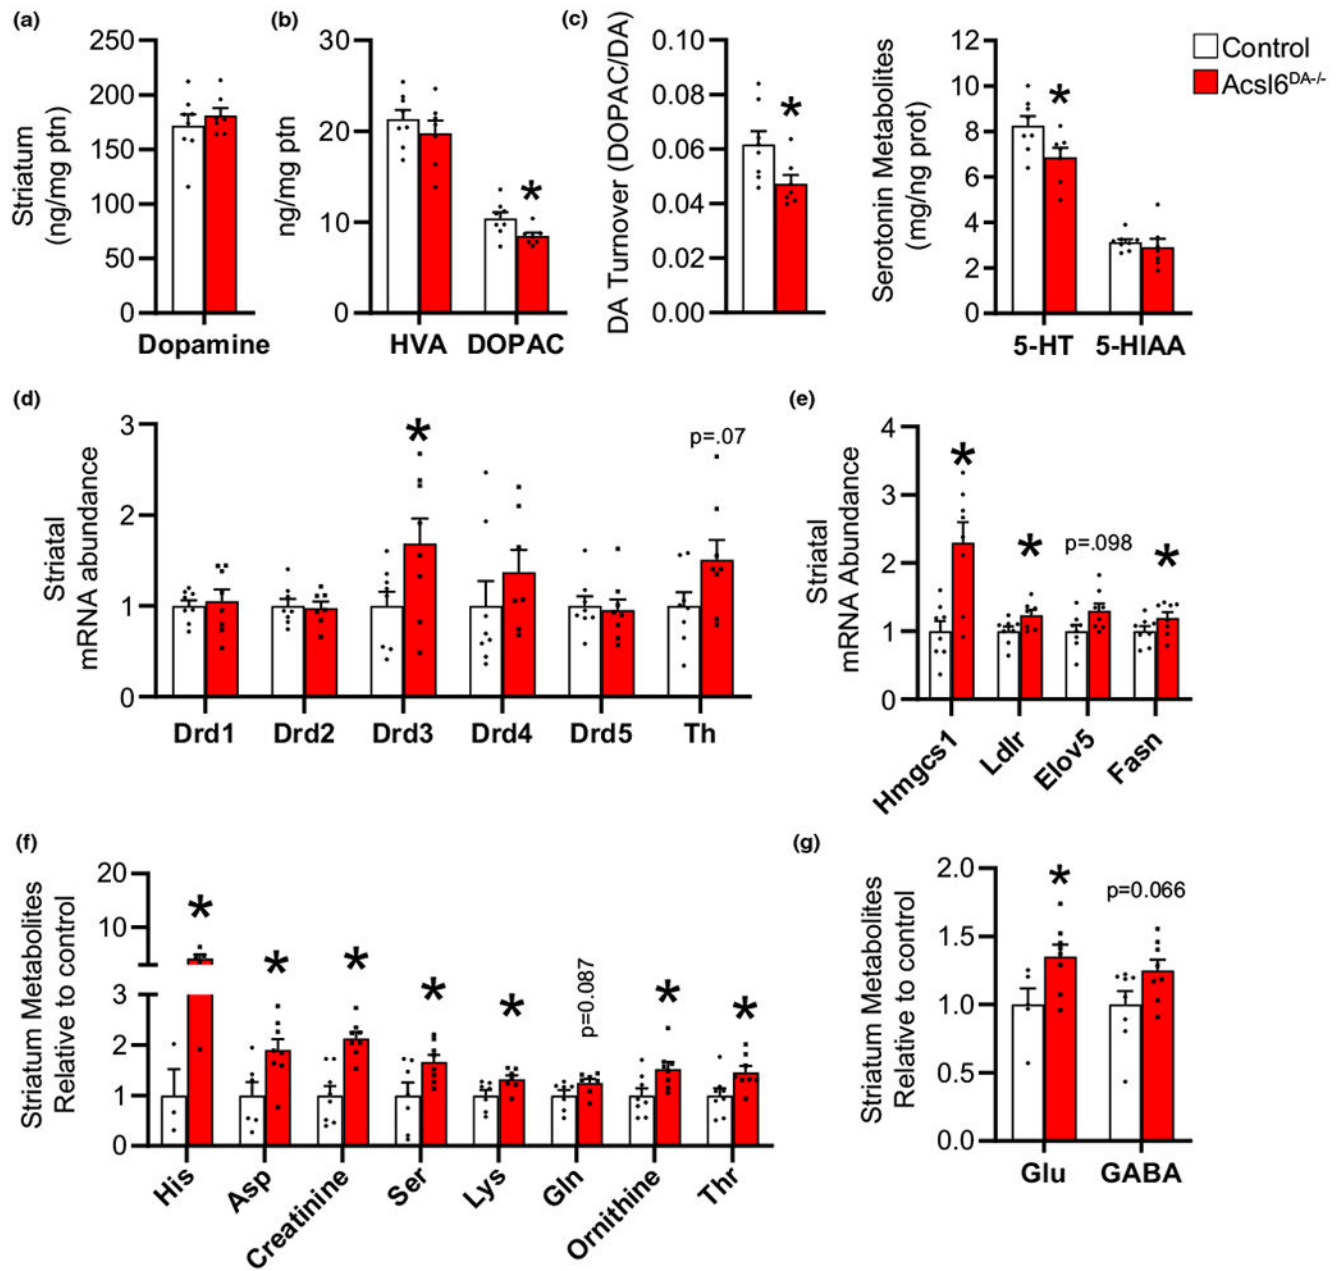 (a)
250
200
150
100
50
0
Striatum
(ng/mg ptn)
Dopamine
(b)
30
20
10
0
ng/mg ptn
*
HVA DOPAC
(c)
0.10
0.08
0.06
0.04
0.02
0.00
DA Turnover (DOPAC/DA)
*
12
10
8
6
4
2
0
Serotonin Metabolites
(mg/ng prot)
*
5-HT 5-HIAA
Control
Acsl6DA-/-
(d)
3
2
1
0
Striatal
mRNA abundance
*
p=.07
Drd1 Drd2 Drd3 Drd4 Drd5 Th
(e)
4
3
2
1
0
Striatal
mRNA Abundance
*
*
p=.098
*
Hmgcs1
Ldlr
Elov5
Fasn
(f)
20
10
3
2
1
0
Striatum Metabolites
Relative to control
*
*
*
*
*
p=0.087
*
*
His
Asp
Creatinine
Ser
Lys
Gln
Ornithine
Thr
(g)
2.0
1.5
1.0
0.5
0.0
Striatum Metabolites
Relative to control
*
p=0.066
Glu GABA